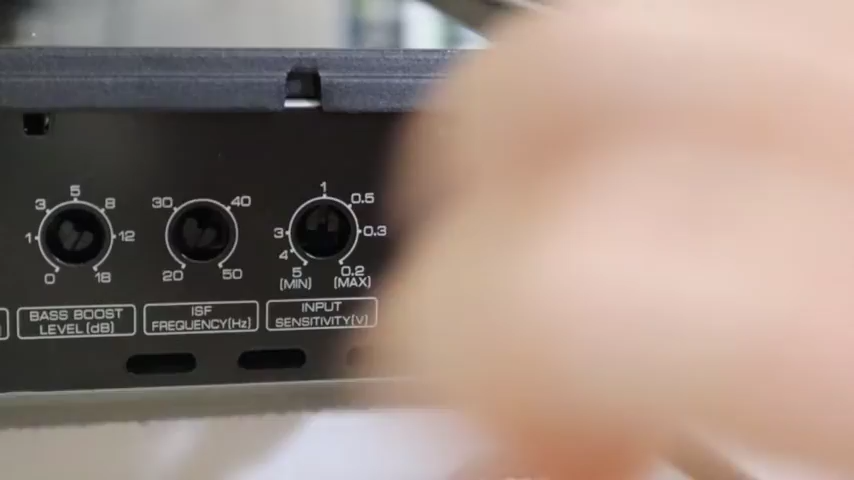 5
3 8
1 12
0 18
BASS BOOST
LEVEL (dB)
30 40
20 50
ISF
FREQUENCY(Hz)
1
0.5
3 0.3
4
5 0.2
(MIN) (MAX)
INPUT
SENSITIVITY(V)